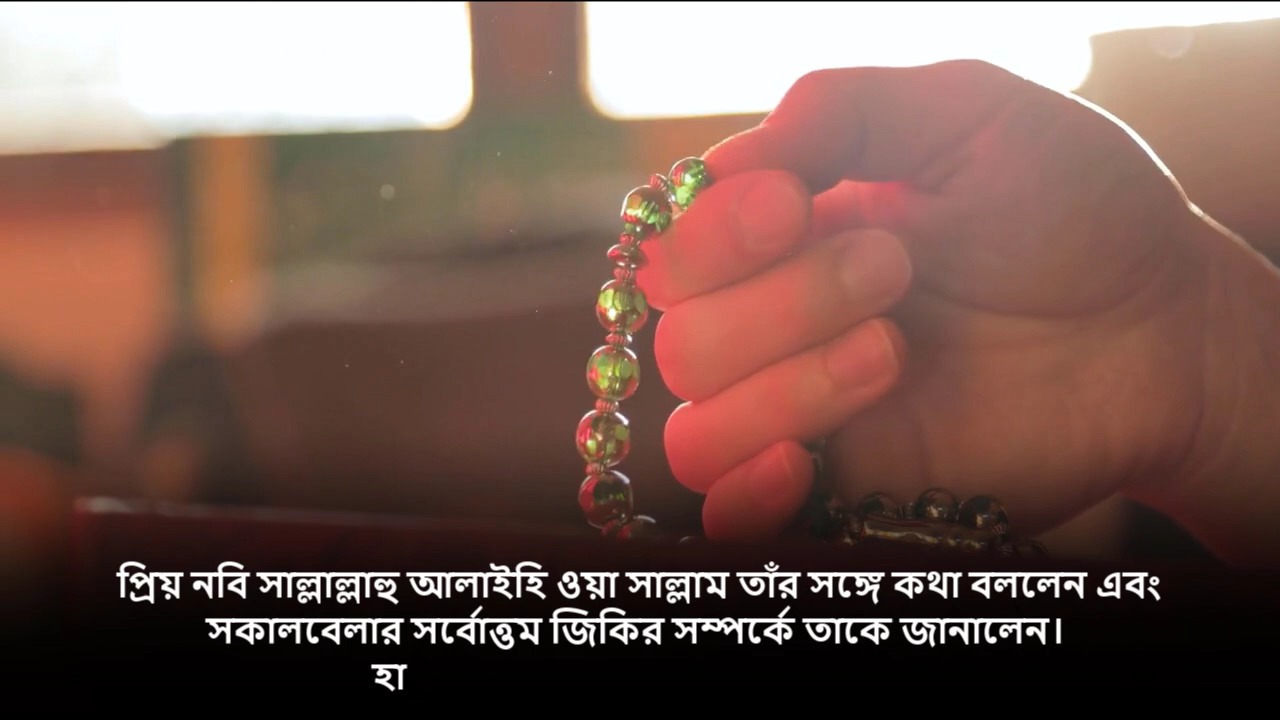 প্রিয় নবি সাল্লাল্লাহু আলাইহি ওয়া সাল্লাম তাঁর সঙ্গে কথা বললেন এবং
সকালবেলার সর্বোত্তম জিকির সম্পর্কে তাকে জানালেন।
হা